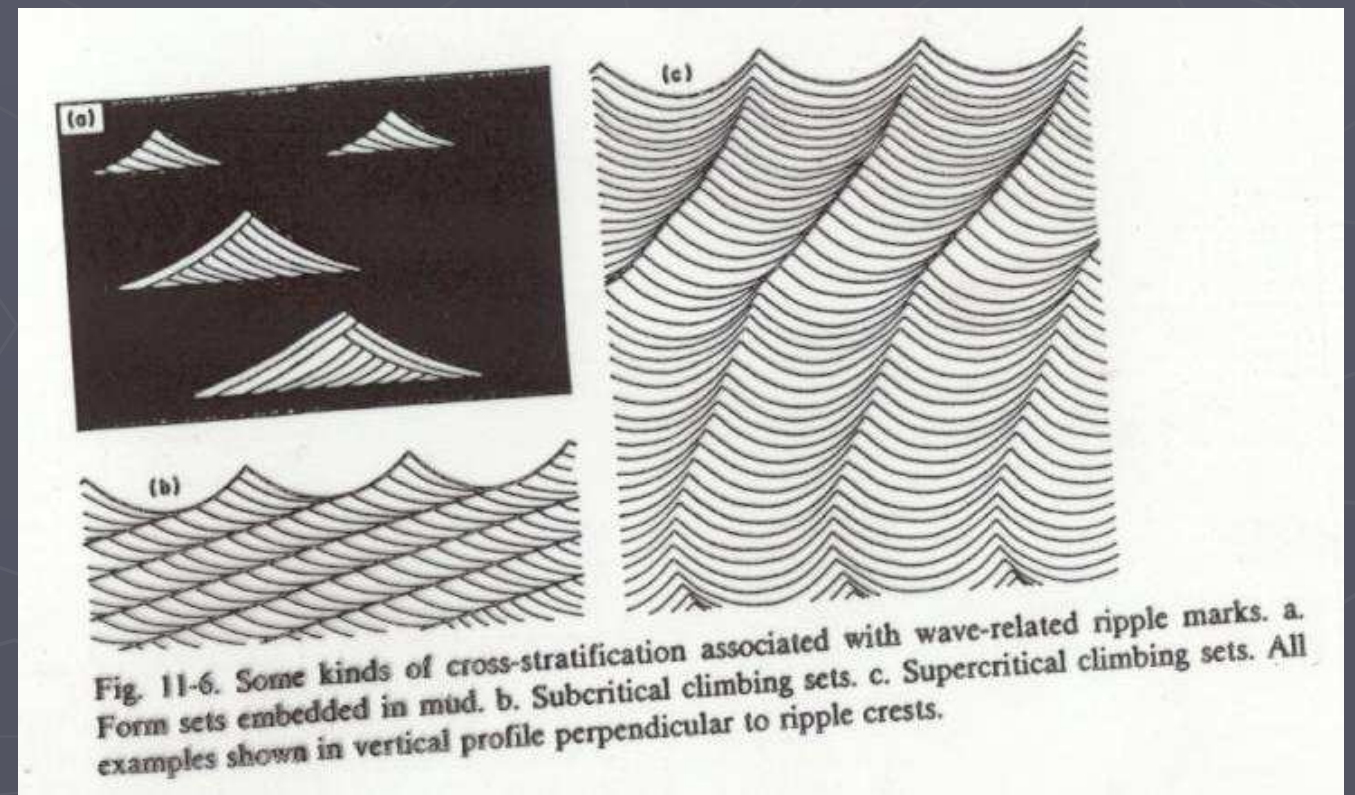 (a)
(c)
(b)
Fig. 11-6. Some kinds of cross-stratification associated with wave-related ripple marks. a.
Form sets embedded in mud. b. Subcritical climbing sets. c. Supercritical climbing sets. All
examples shown in vertical profile perpendicular to ripple crests.